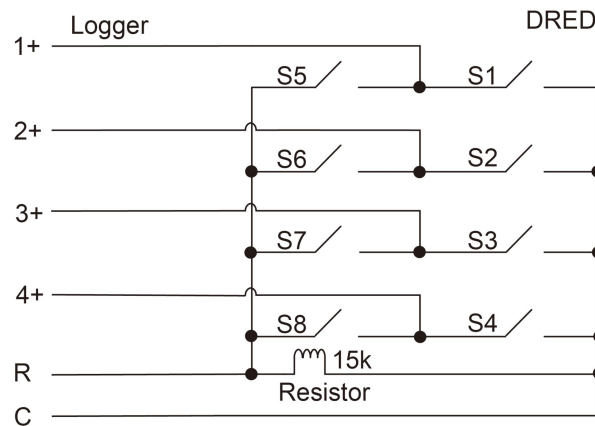 Logger
DRED
1+
S5
S1
2+
S6
S2
3+
S7
S3
4+
S8
S4
R
15k
Resistor
C